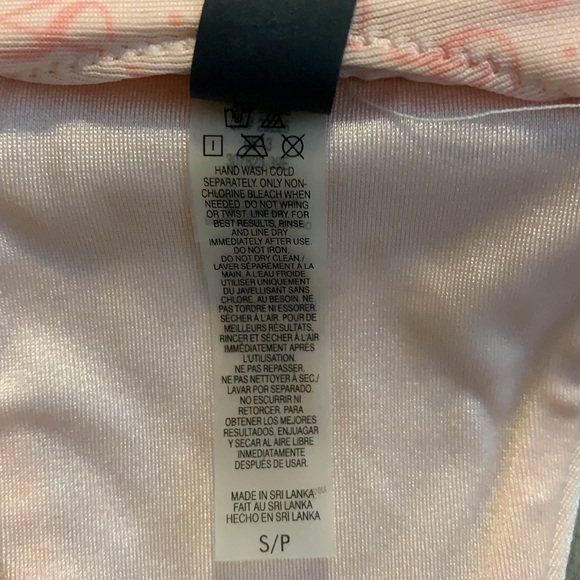 HAND WASH COLD
SEPARATELY. ONLY NON-
CHLORINE BLEACH WHEN
NEEDED. DO NOT WRING
OR TWIST. LINE DRY. FOR
BEST RESULTS, RINSE
AND LINE DRY
IMMEDIATELY AFTER USE.
DO NOT IRON.
DO NOT DRY CLEAN./
LAVER SÉPARÉMENT À LA
MAIN, À L'EAU FROIDE.
UTILISER UNIQUEMENT
DU JAVELLISANT SANS
CHLORE, AU BESOIN. NE
PAS TORDRE NI ESSORER.
SÉCHER À L'AIR. POUR DE
MEILLEURS RÉSULTATS,
RINCER ET SÉCHER À L'AIR
IMMÉDIATEMENT APRÈS
L'UTILISATION.
NE PAS REPASSER.
NE PAS NETTOYER À SEC./
LAVAR POR SEPARADO.
NO ESCURRIR NI
RETORCER. PARA
OBTENER LOS MEJORES
RESULTADOS, ENJUAGAR
Y SECAR AL AIRE LIBRE
INMEDIATAMENTE
DESPUÉS DE USAR.
MADE IN SRI LANKA
FAIT AU SRI LANKA
HECHO EN SRI LANKA
S/P